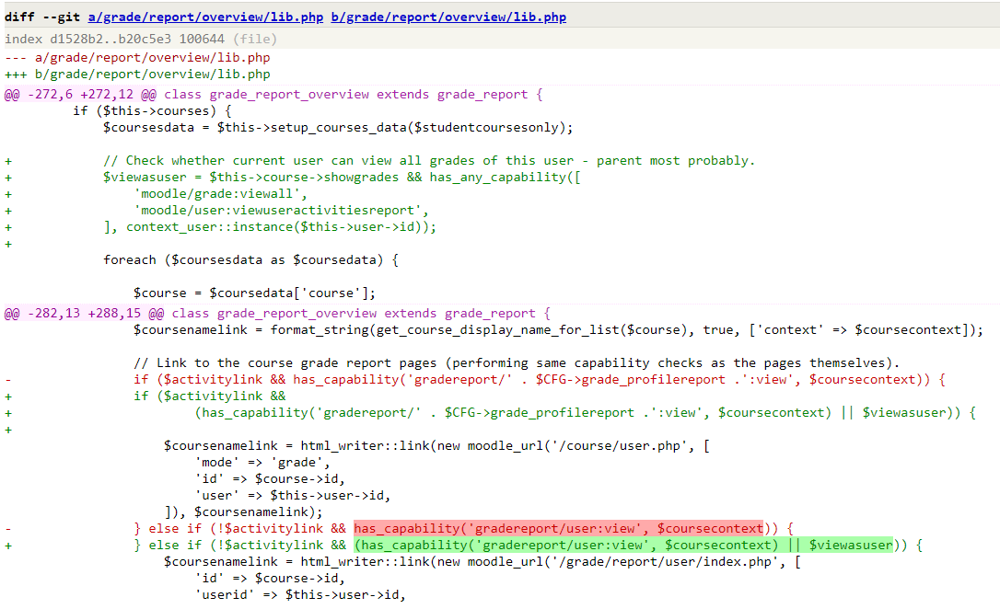 diff --git a/grade/report/overview/lib.php b/grade/report/overview/lib.php
index d1528b2..b20c5e3 100644 (file)
--- a/grade/report/overview/lib.php
+++ b/grade/report/overview/lib.php
@@ -272,6 +272,12 @@ class grade_report_overview extends grade_report {
         if ($this->courses) {
             $coursesdata = $this->setup_courses_data($studentcoursesonly);

+            // Check whether current user can view all grades of this user - parent most probably.
+            $viewasuser = $this->course->showgrades && has_any_capability([
+                'moodle/grade:viewall',
+                'moodle/user:viewuseractivitiesreport',
+            ], context_user::instance($this->user->id));
+
             foreach ($coursesdata as $coursedata) {

                 $course = $coursedata['course'];
@@ -282,13 +288,15 @@ class grade_report_overview extends grade_report {
                 $coursenamelink = format_string(get_course_display_name_for_list($course), true, ['context' => $coursecontext]);

                 // Link to the course grade report pages (performing same capability checks as the pages themselves).
-                if ($activitylink && has_capability('gradereport/' . $CFG->grade_profilereport .':view', $coursecontext)) {
+                if ($activitylink &&
+                        (has_capability('gradereport/' . $CFG->grade_profilereport .':view', $coursecontext) || $viewasuser)) {
+
                     $coursenamelink = html_writer::link(new moodle_url('/course/user.php', [
                         'mode' => 'grade',
                         'id' => $course->id,
                         'user' => $this->user->id,
                     ]), $coursenamelink);
-                } else if (!$activitylink && has_capability('gradereport/user:view', $coursecontext)) {
+                } else if (!$activitylink && (has_capability('gradereport/user:view', $coursecontext) || $viewasuser)) {
                     $coursenamelink = html_writer::link(new moodle_url('/grade/report/user/index.php', [
                         'id' => $course->id,
                         'userid' => $this->user->id,